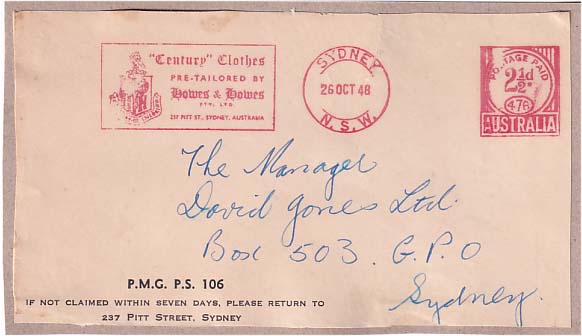 "Century" Clothes
PRE-TAILORED BY
Howes & Howes
PTY. LTD.
237 PITT ST., SYDNEY, AUSTRALIA
SYDNEY
26 OCT 48
N.S.W.
POSTAGE PAID
2½d
476
AUSTRALIA
The Manager
David Jones Ltd.
Box 503. G.P.O
Sydney.
P.M.G. P.S. 106
IF NOT CLAIMED WITHIN SEVEN DAYS, PLEASE RETURN TO
237 PITT STREET, SYDNEY